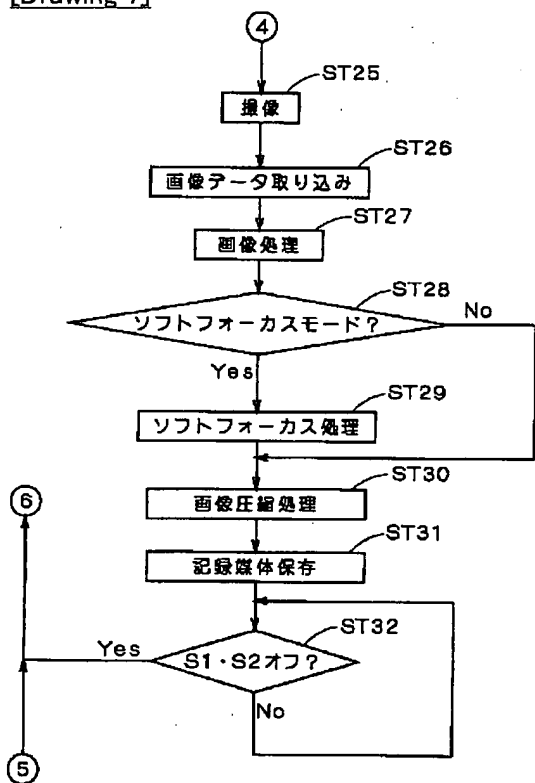 [Drawing 7]
4
ST25
撮像
ST26
画像データ取り込み
ST27
画像処理
ST28
ソフトフォーカスモード?
No
Yes
ST29
ソフトフォーカス処理
ST30
画像圧縮処理
6
ST31
記録媒体保存
ST32
Yes
S1・S2オフ?
No
5